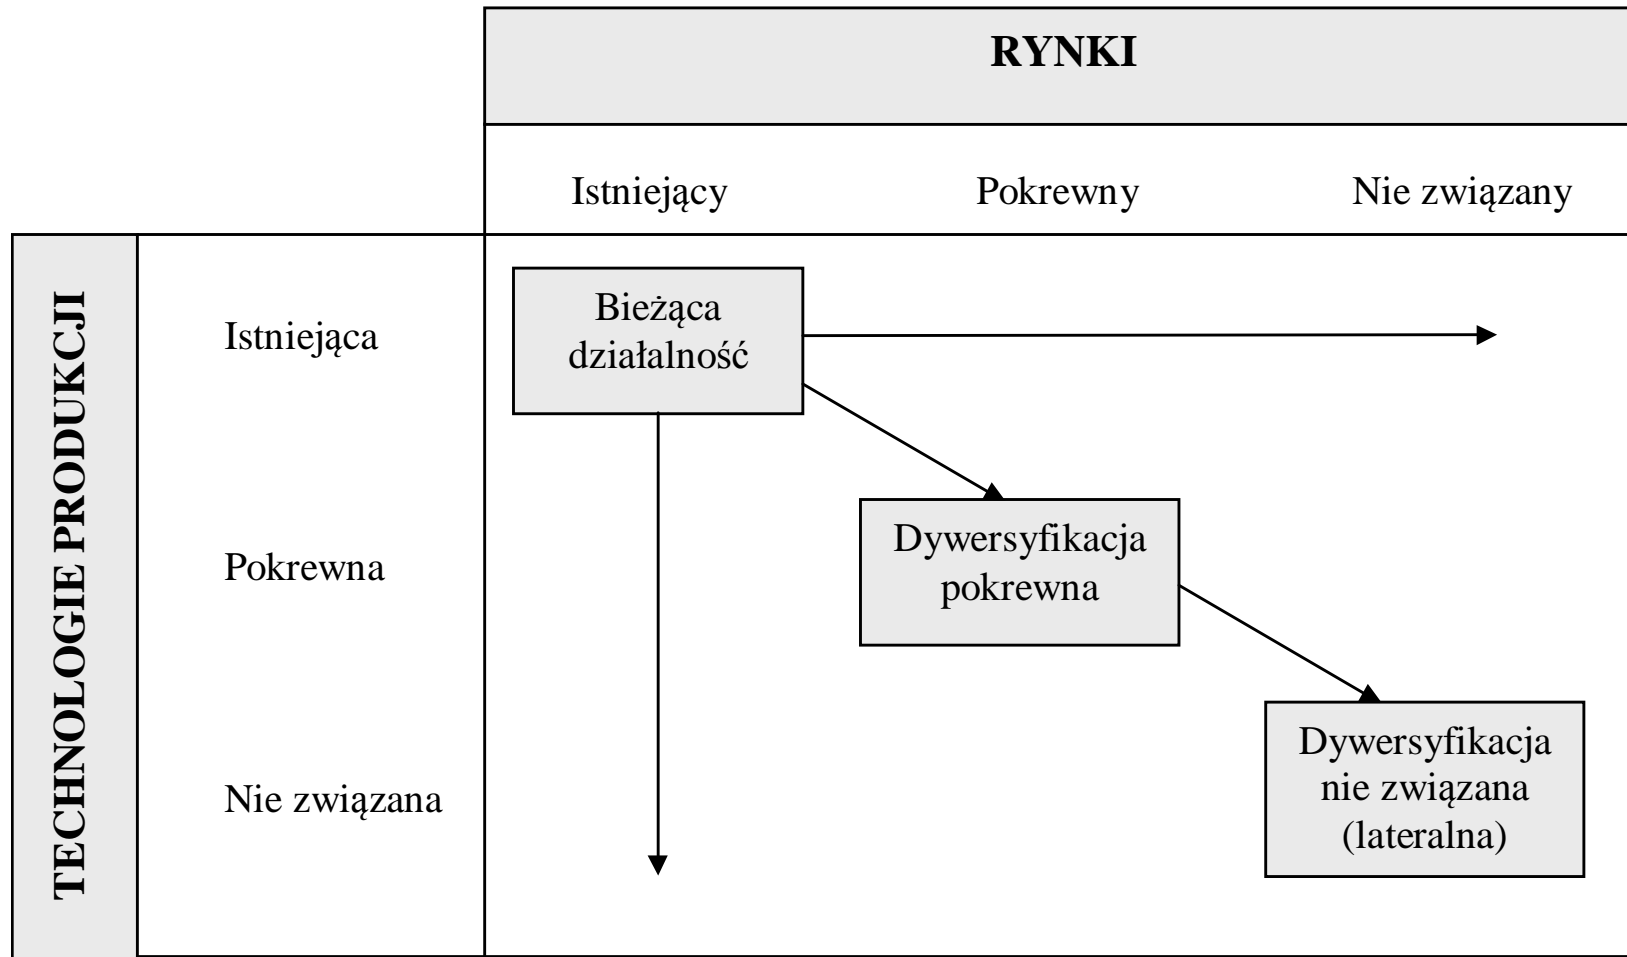 RYNKI
Istniejący Pokrewny Nie związany
TECHNOLOGIE PRODUKCJI
Istniejąca
Bieżąca
działalność
Pokrewna
Dywersyfikacja
pokrewna
Nie związana
Dywersyfikacja
nie związana
(lateralna)